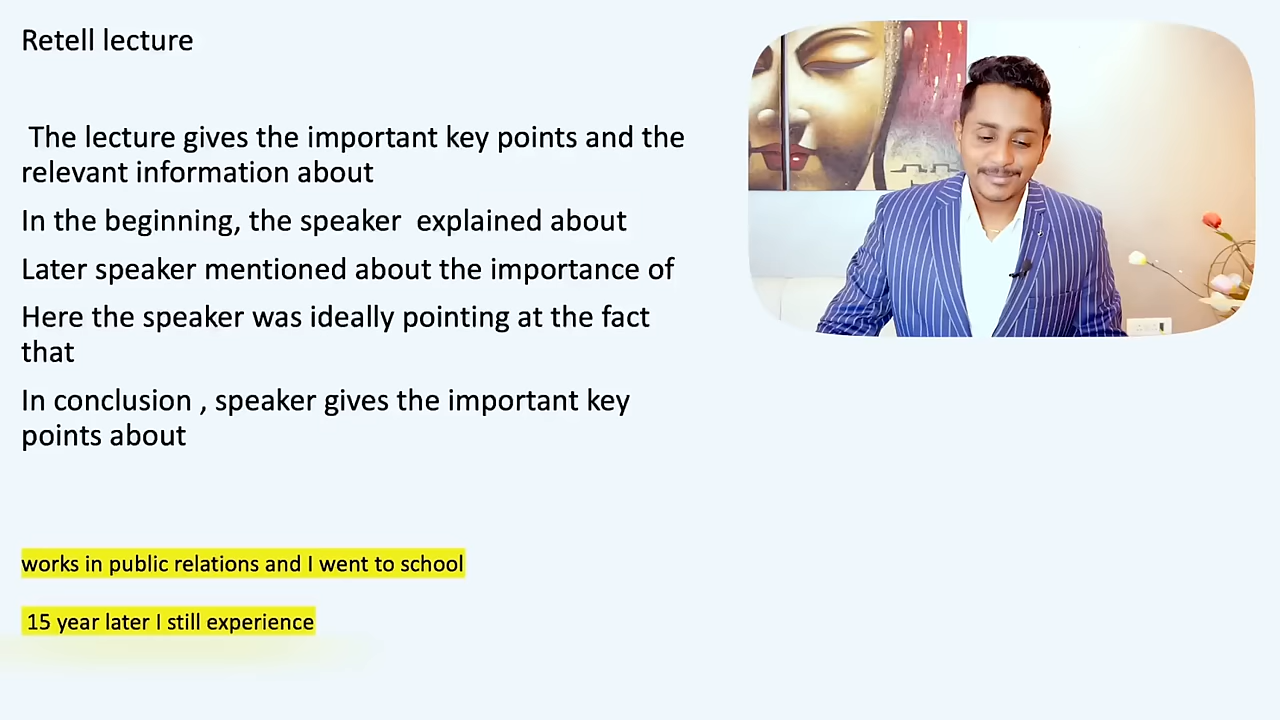 Retell lecture
The lecture gives the important key points and the
relevant information about
In the beginning, the speaker explained about
Later speaker mentioned about the importance of
Here the speaker was ideally pointing at the fact
that
In conclusion , speaker gives the important key
points about
works in public relations and I went to school
15 year later I still experience